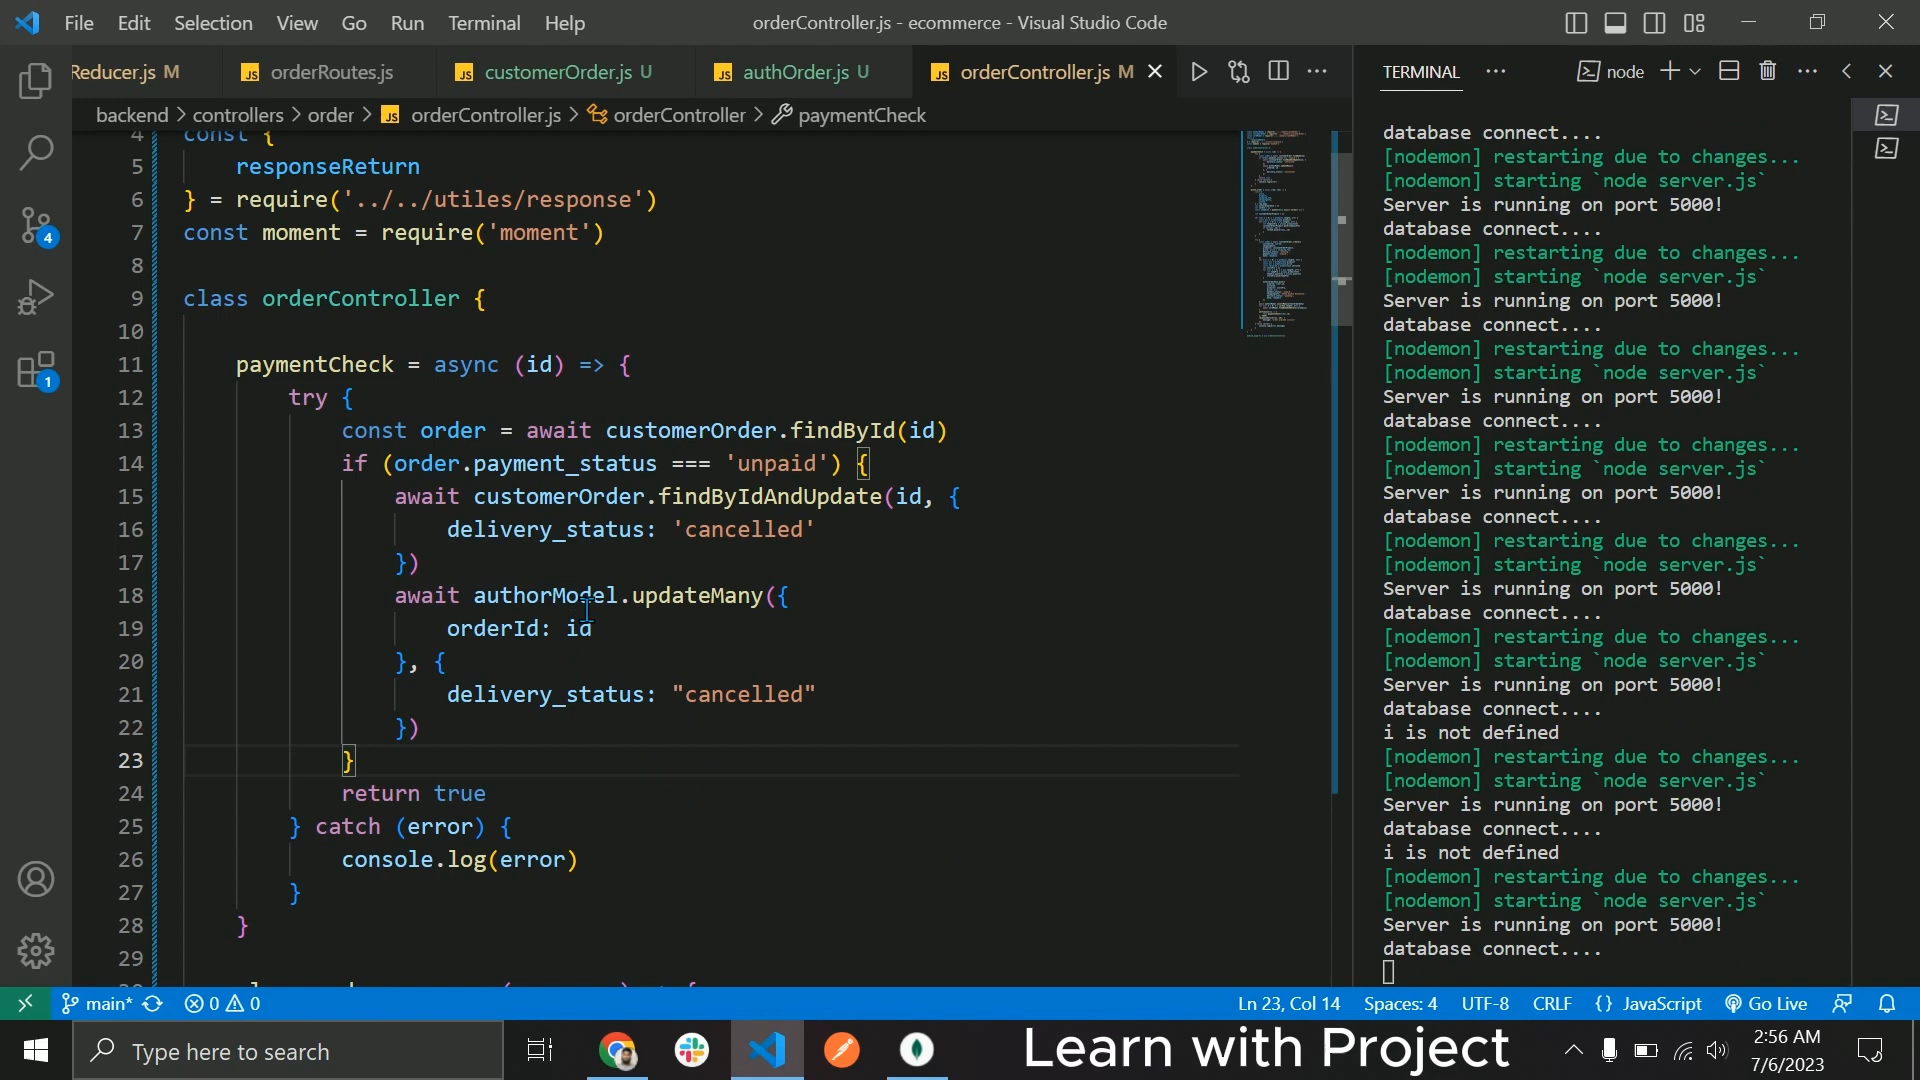 File Edit Selection View Go Run Terminal Help
orderController.js - ecommerce - Visual Studio Code
Reducer.js M
JS orderRoutes.js
JS customerOrder.js U
JS authOrder.js U
JS orderController.js M
backend > controllers > order > JS orderController.js > orderController > paymentCheck
4 const {
5 responseReturn
6 } = require('../../utiles/response')
7 const moment = require('moment')
8
9 class orderController {
10
11 paymentCheck = async (id) => {
12 try {
13 const order = await customerOrder.findById(id)
14 if (order.payment_status === 'unpaid') {
15 await customerOrder.findByIdAndUpdate(id, {
16 delivery_status: 'cancelled'
17 })
18 await authorModel.updateMany({
19 orderId: id
20 }, {
21 delivery_status: "cancelled"
22 })
23 }
24 return true
25 } catch (error) {
26 console.log(error)
27 }
28 }
29
TERMINAL
node
database connect....
[nodemon] restarting due to changes...
[nodemon] starting `node server.js`
Server is running on port 5000!
database connect....
[nodemon] restarting due to changes...
[nodemon] starting `node server.js`
Server is running on port 5000!
database connect....
[nodemon] restarting due to changes...
[nodemon] starting `node server.js`
Server is running on port 5000!
database connect....
[nodemon] restarting due to changes...
[nodemon] starting `node server.js`
Server is running on port 5000!
database connect....
[nodemon] restarting due to changes...
[nodemon] starting `node server.js`
Server is running on port 5000!
database connect....
[nodemon] restarting due to changes...
[nodemon] starting `node server.js`
Server is running on port 5000!
database connect....
i is not defined
[nodemon] restarting due to changes...
[nodemon] starting `node server.js`
Server is running on port 5000!
database connect....
i is not defined
[nodemon] restarting due to changes...
[nodemon] starting `node server.js`
Server is running on port 5000!
database connect....
4
1
main* 0 0
Ln 23, Col 14 Spaces: 4 UTF-8 CRLF {} JavaScript Go Live
Type here to search
Learn with Project
2:56 AM
7/6/2023